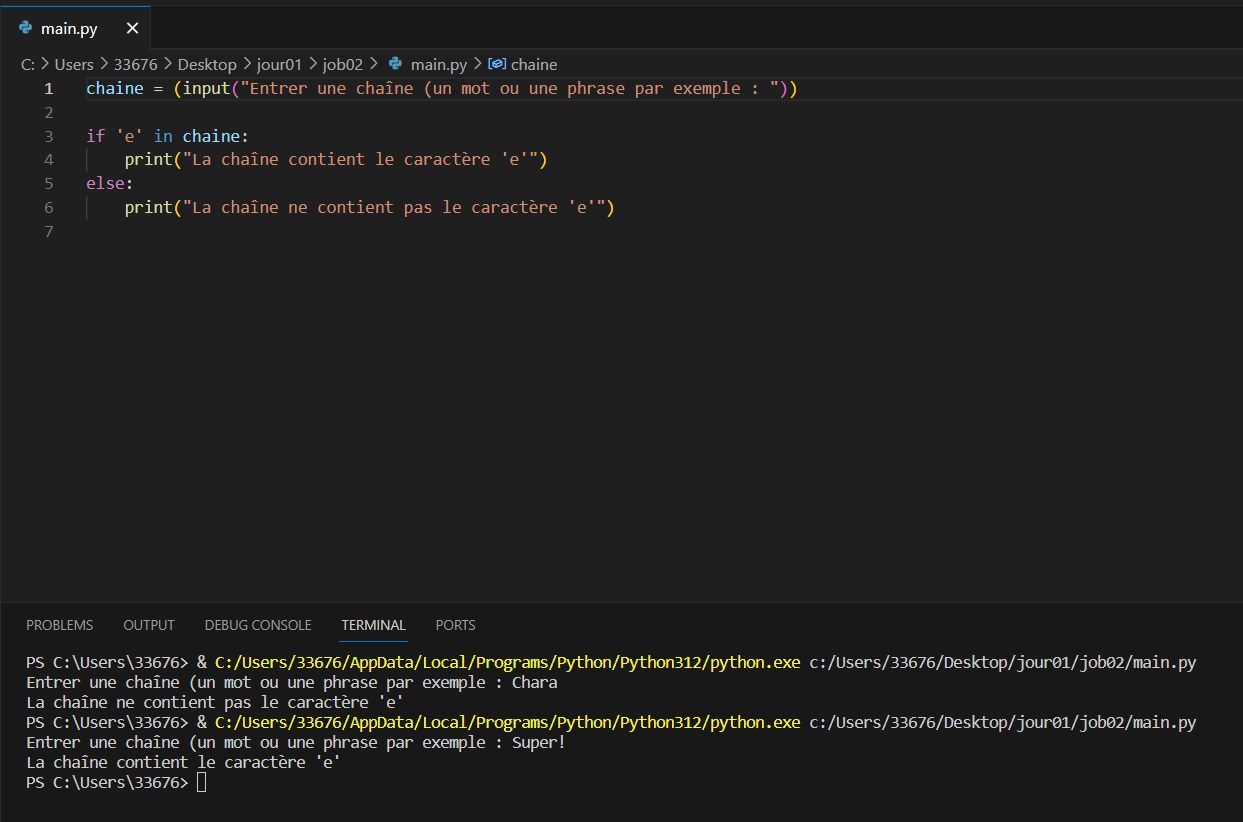 main.py
C: > Users > 33676 > Desktop > jour01 > job02 > main.py > chaine
1 chaine = (input("Entrer une chaîne (un mot ou une phrase par exemple : "))
2
3 if 'e' in chaine:
4     print("La chaîne contient le caractère 'e'")
5 else:
6     print("La chaîne ne contient pas le caractère 'e'")
7
PROBLEMS OUTPUT DEBUG CONSOLE TERMINAL PORTS
PS C:\Users\33676> & C:/Users/33676/AppData/Local/Programs/Python/Python312/python.exe c:/Users/33676/Desktop/jour01/job02/main.py
Entrer une chaîne (un mot ou une phrase par exemple : Chara
La chaîne ne contient pas le caractère 'e'
PS C:\Users\33676> & C:/Users/33676/AppData/Local/Programs/Python/Python312/python.exe c:/Users/33676/Desktop/jour01/job02/main.py
Entrer une chaîne (un mot ou une phrase par exemple : Super!
La chaîne contient le caractère 'e'
PS C:\Users\33676>